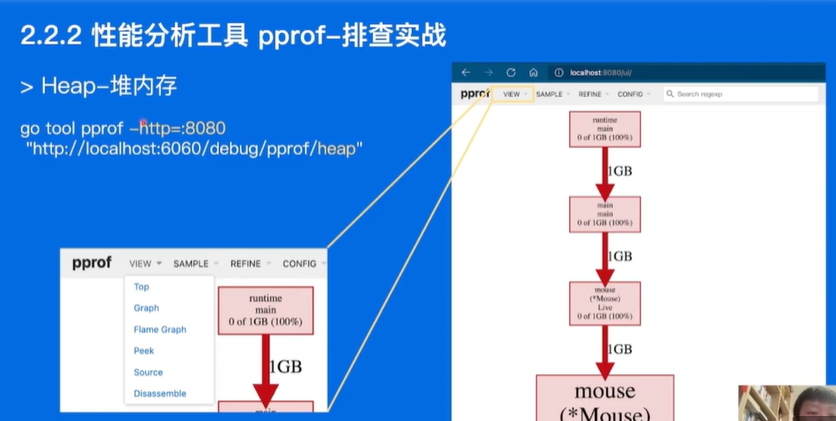 2.2.2 性能分析工具 pprof-排查实战
> Heap-堆内存
go tool pprof -http=:8080
"http://localhost:6060/debug/pprof/heap"
localhost:8080/ui/
pprof VIEW SAMPLE REFINE CONFIG Search regexp
runtime
main
0 of 1GB (100%)
1GB
main
main
0 of 1GB (100%)
1GB
mouse
(*Mouse)
Live
0 of 1GB (100%)
1GB
mouse
(*Mouse)
pprof VIEW SAMPLE REFINE CONFIG
Top
Graph
Flame Graph
Peek
Source
Disassemble
runtime
main
0 of 1GB (100%)
1GB
main